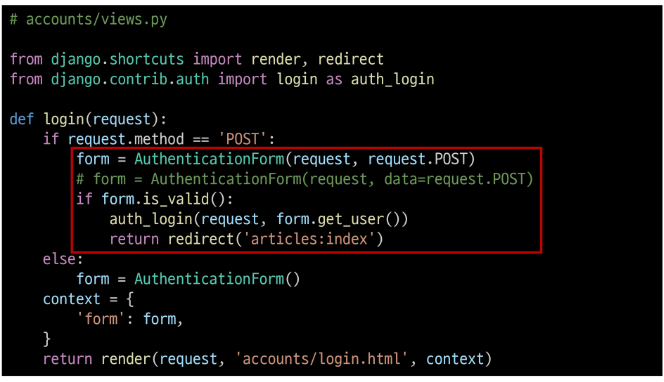 # accounts/views.py

from django.shortcuts import render, redirect
from django.contrib.auth import login as auth_login

def login(request):
    if request.method == 'POST':
        form = AuthenticationForm(request, request.POST)
        # form = AuthenticationForm(request, data=request.POST)
        if form.is_valid():
            auth_login(request, form.get_user())
            return redirect('articles:index')
    else:
        form = AuthenticationForm()
    context = {
        'form': form,
    }
    return render(request, 'accounts/login.html', context)